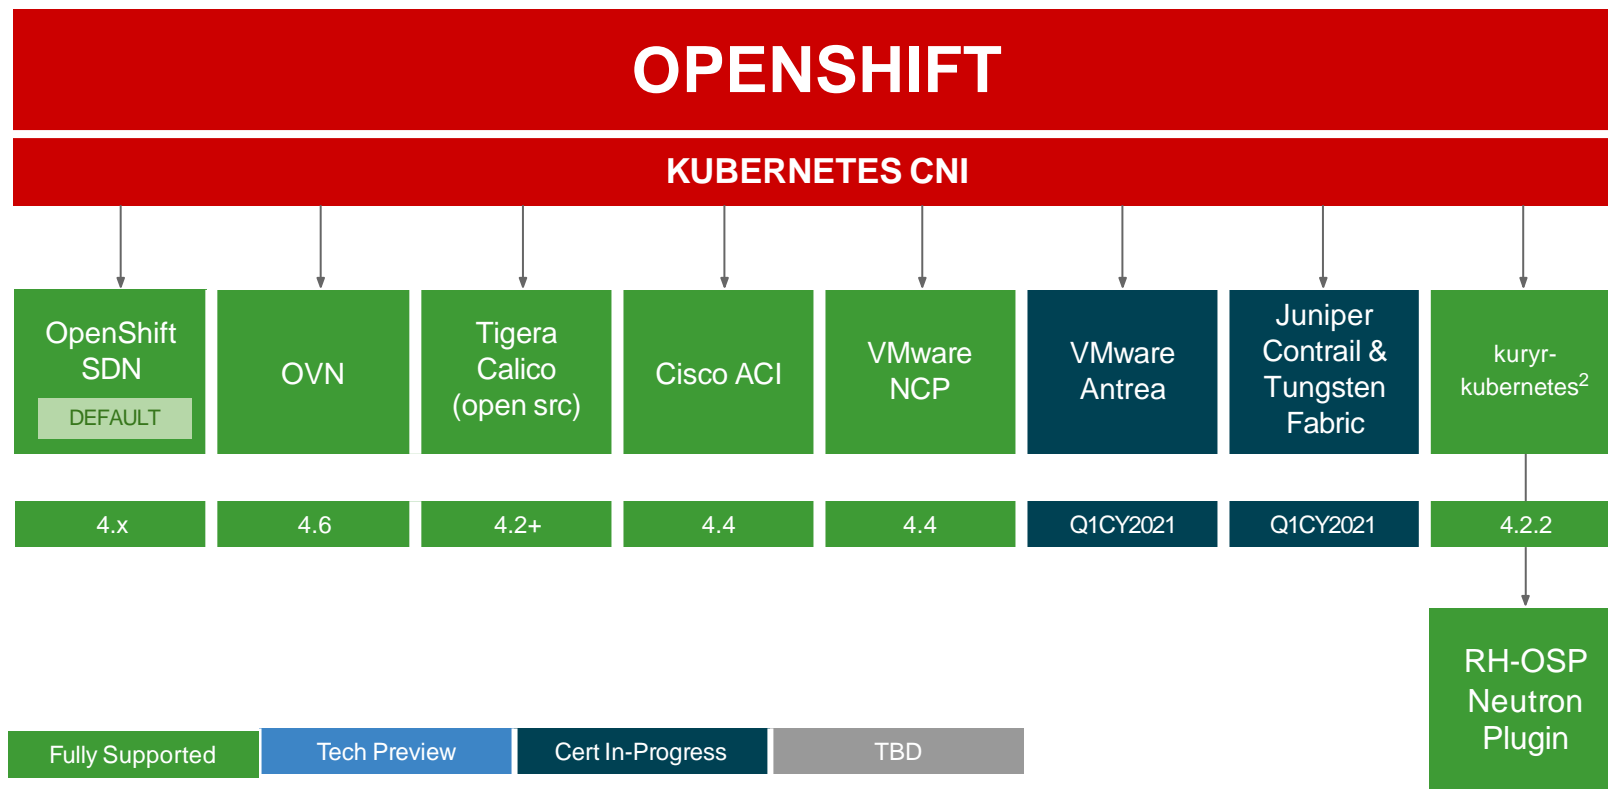 OPENSHIFT
KUBERNETES CNI
OpenShift
SDN
DEFAULT
OVN
Tigera
Calico
(open src)
Cisco ACI
VMware
NCP
VMware
Antrea
Juniper
Contrail &
Tungsten
Fabric
kuryr-
kubernetes²
4.x
4.6
4.2+
4.4
4.4
Q1CY2021
Q1CY2021
4.2.2
RH-OSP
Neutron
Plugin
Fully Supported
Tech Preview
Cert In-Progress
TBD